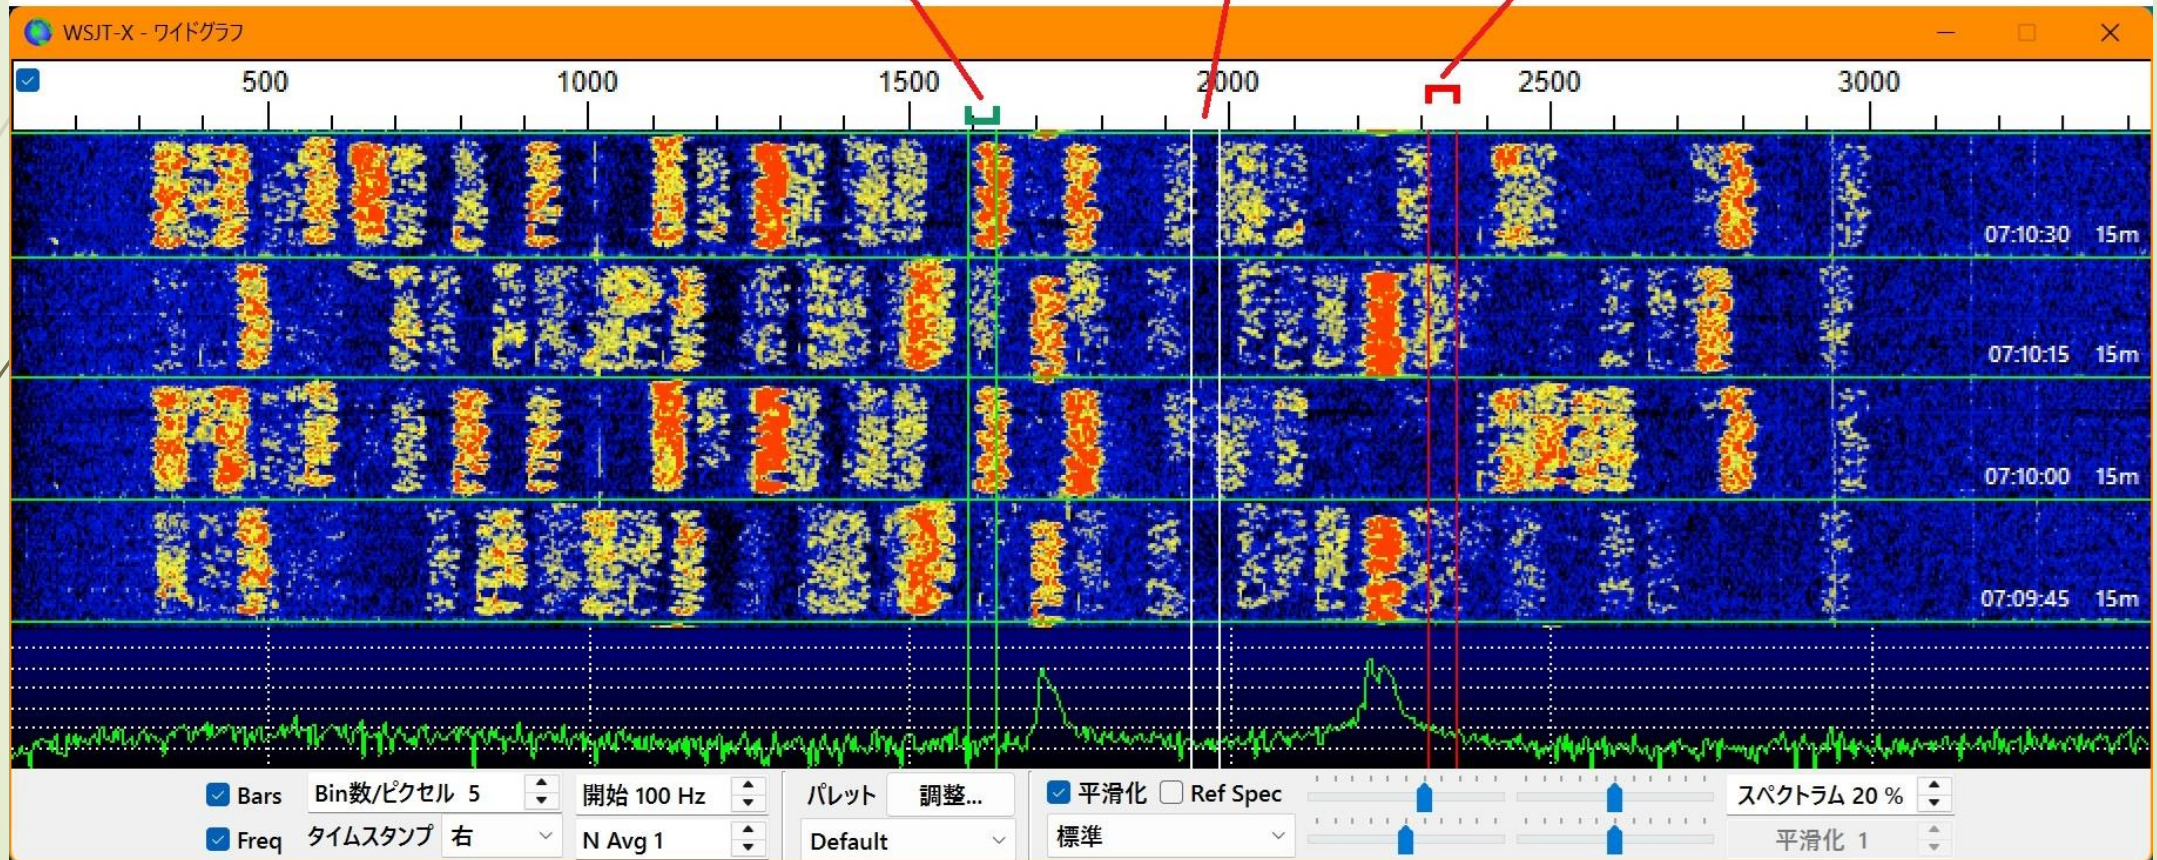 WSJT-X - ワイドグラフ
500 1000 1500 2000 2500 3000
07:10:30 15m
07:10:15 15m
07:10:00 15m
07:09:45 15m
Bars Bin数/ピクセル 5 開始 100 Hz パレット 調整... 平滑化 Ref Spec スペクトラム 20 %
Freq タイムスタンプ 右 N Avg 1 Default 標準 平滑化 1